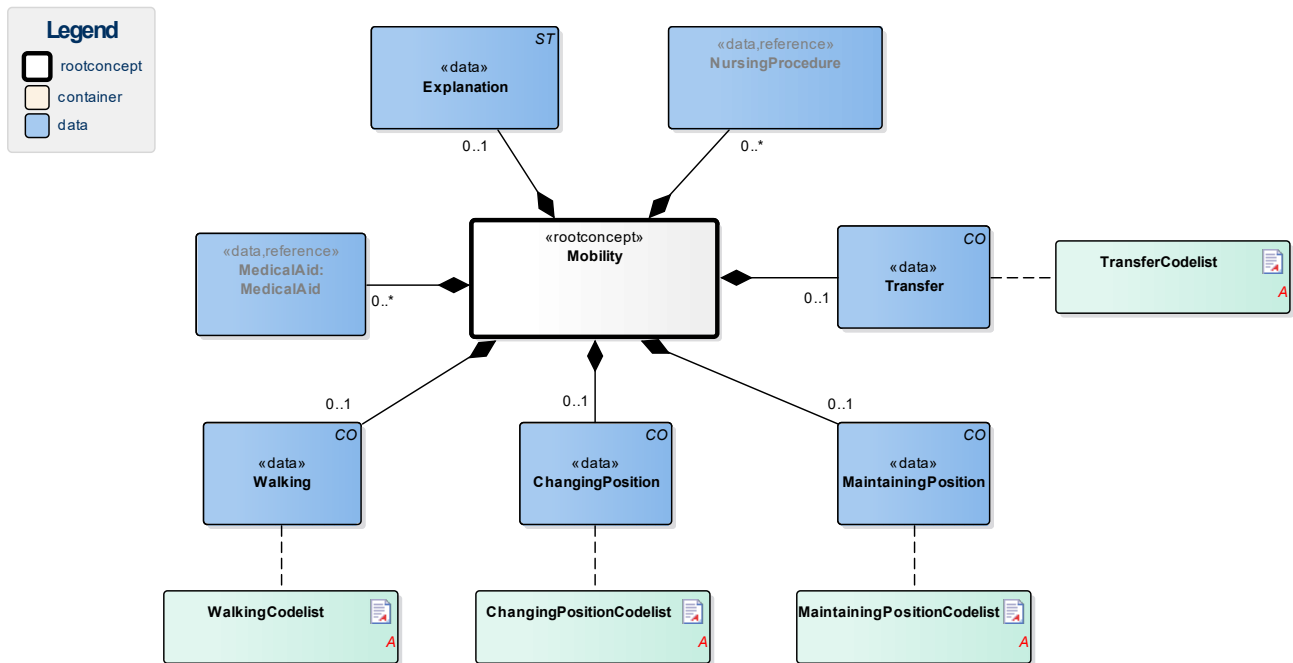 Legend
rootconcept
container
data
ST
«data»
Explanation
«data,reference»
NursingProcedure
0..1
0..*
«rootconcept»
Mobility
«data,reference»
MedicalAid:
MedicalAid
0..*
CO
«data»
Transfer
0..1
TransferCodelist
A
0..1
0..1
0..1
CO
«data»
Walking
CO
«data»
ChangingPosition
CO
«data»
MaintainingPosition
WalkingCodelist
A
ChangingPositionCodelist
A
MaintainingPositionCodelist
A